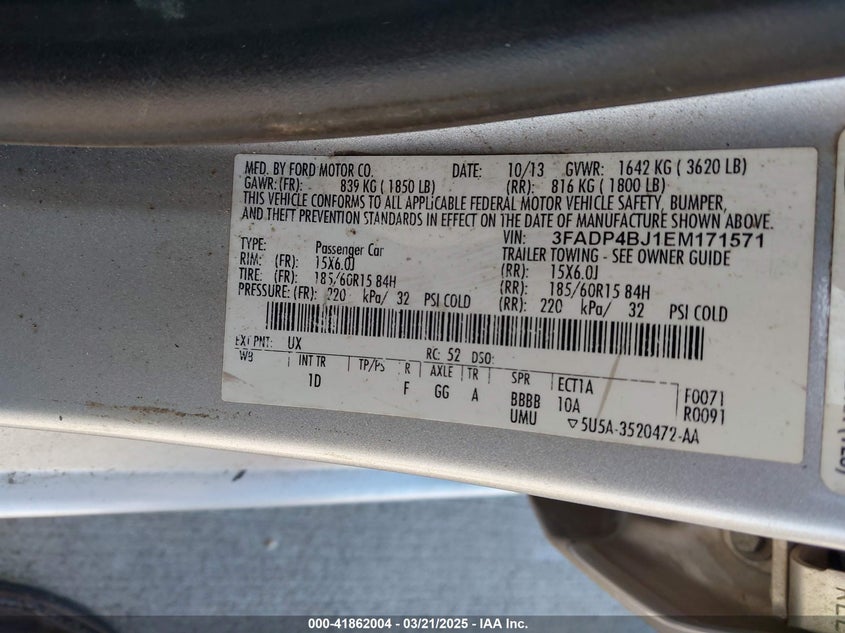 MFD. BY FORD MOTOR CO. DATE: 10/13 GVWR: 1642 KG ( 3620 LB)
GAWR:(FR): 839 KG ( 1850 LB) (RR): 816 KG ( 1800 LB)
THIS VEHICLE CONFORMS TO ALL APPLICABLE FEDERAL MOTOR VEHICLE SAFETY, BUMPER,
AND THEFT PREVENTION STANDARDS IN EFFECT ON THE DATE OF MANUFACTURE SHOWN ABOVE.
VIN: 3FADP4BJ1EM171571
TYPE: Passenger Car TRAILER TOWING - SEE OWNER GUIDE
RIM: (FR): 15X6.0J (RR): 15X6.0J
TIRE: (FR): 185/60R15 84H (RR): 185/60R15 84H
PRESSURE:(FR): 220 kPa/ 32 PSI COLD (RR): 220 kPa/ 32 PSI COLD
EXT PNT: UX RC: 52 DSO:
WB INT TR TP/PS R AXLE TR SPR ECT1A F0071
1D F GG A BBBB 10A R0091
UMU ▽5U5A-3520472-AA
000-41862004 | 03/21/2025 | IAA Inc.